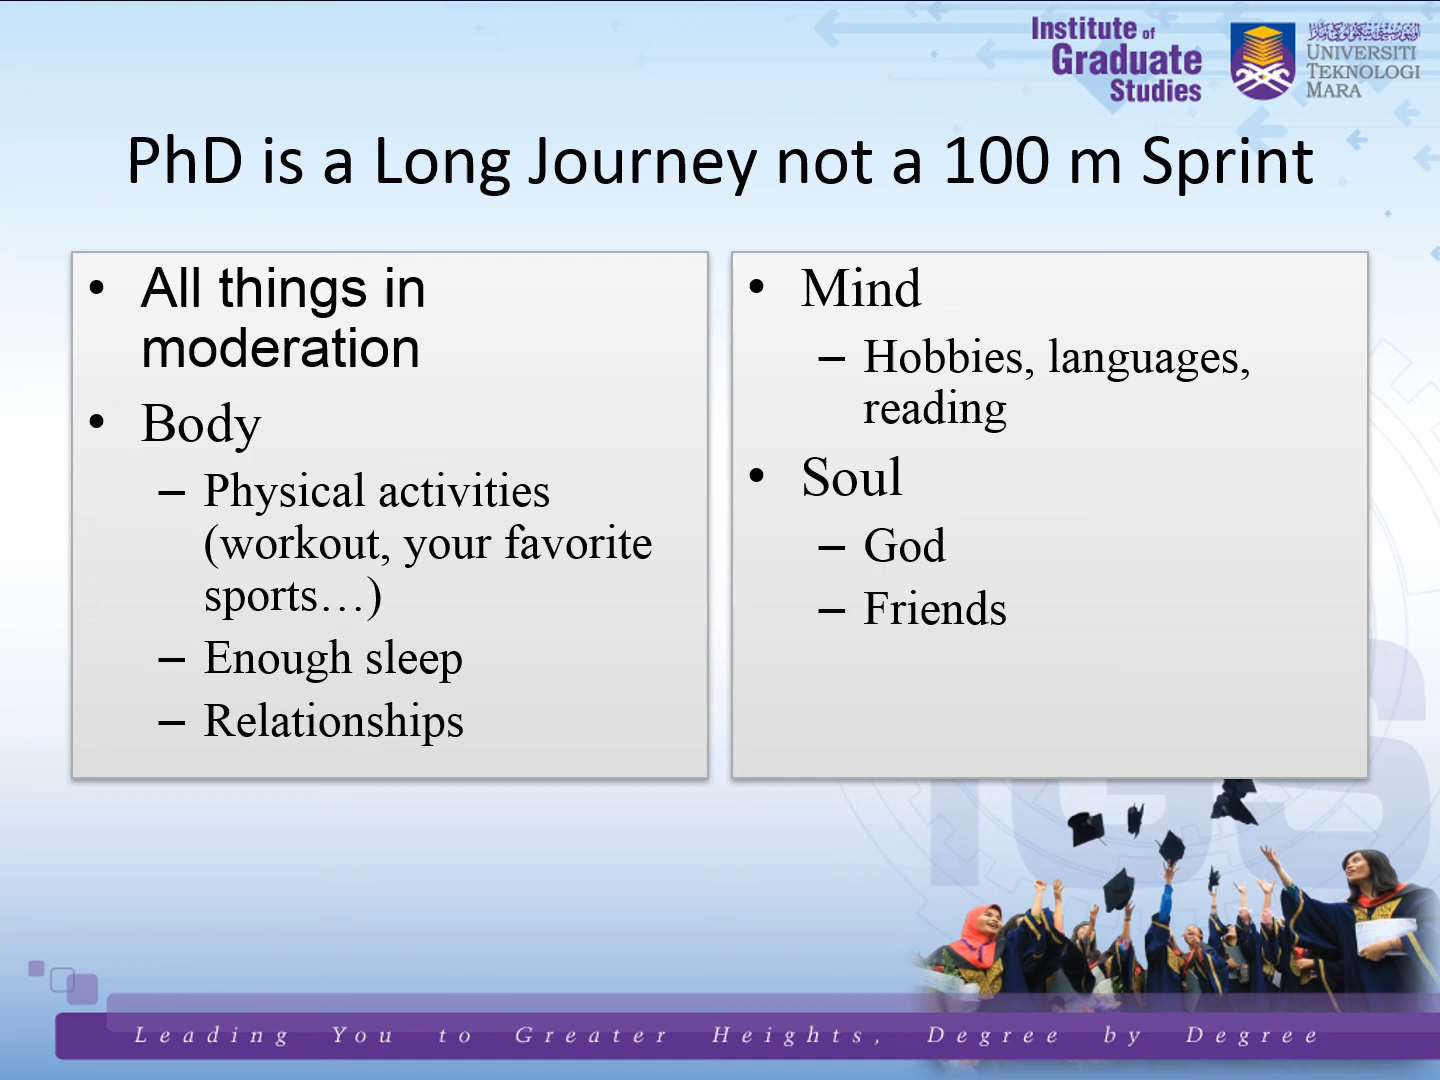 Institute of
Graduate
Studies
UNIVERSITI
TEKNOLOGI
MARA
PhD is a Long Journey not a 100 m Sprint
• All things in
moderation
• Body
– Physical activities
(workout, your favorite
sports…)
– Enough sleep
– Relationships
• Mind
– Hobbies, languages,
reading
• Soul
– God
– Friends
IGS
Leading You to Greater Heights, Degree by Degree